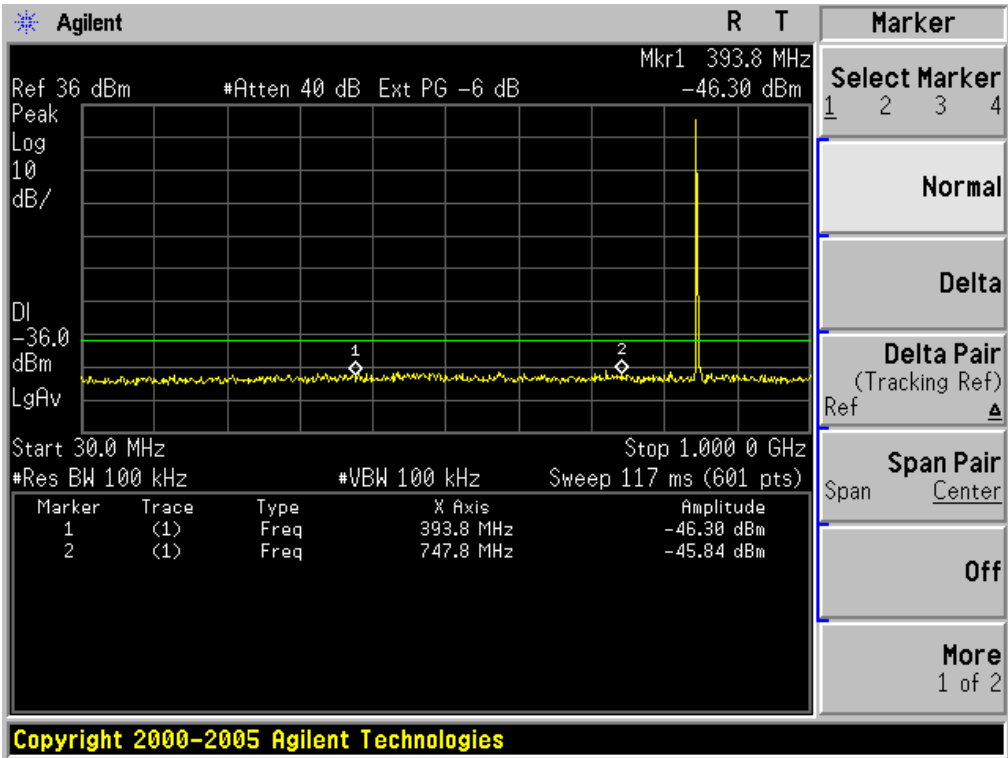 Agilent R T
Mkr1 393.8 MHz
Ref 36 dBm #Atten 40 dB Ext PG -6 dB -46.30 dBm
Peak
Log
10
dB/
DI
-36.0
dBm
LgAv
1
2
Start 30.0 MHz Stop 1.000 0 GHz
#Res BW 100 kHz #VBW 100 kHz Sweep 117 ms (601 pts)
Marker Trace Type X Axis Amplitude
1 (1) Freq 393.8 MHz -46.30 dBm
2 (1) Freq 747.8 MHz -45.84 dBm
Marker
Select Marker
1 2 3 4
Normal
Delta
Delta Pair
(Tracking Ref)
Ref Δ
Span Pair
Span Center
Off
More
1 of 2
Copyright 2000-2005 Agilent Technologies